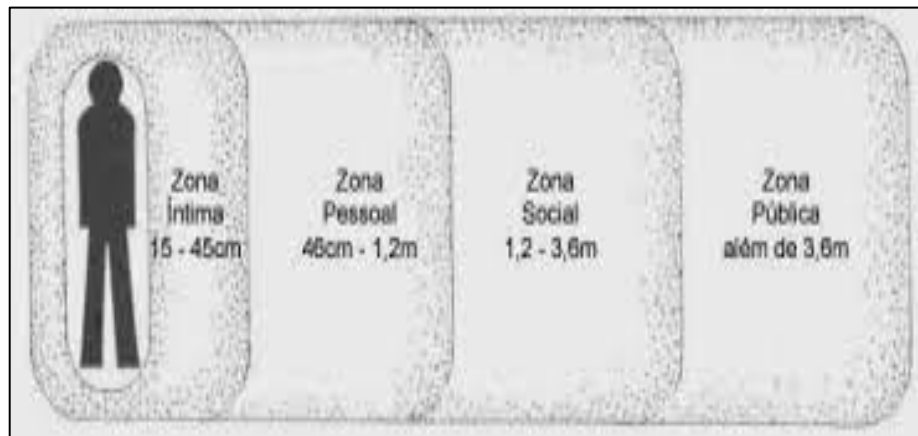 Zona
Íntima
15 - 45cm
Zona
Pessoal
46cm - 1,2m
Zona
Social
1,2 - 3,6m
Zona
Pública
além de 3,6m